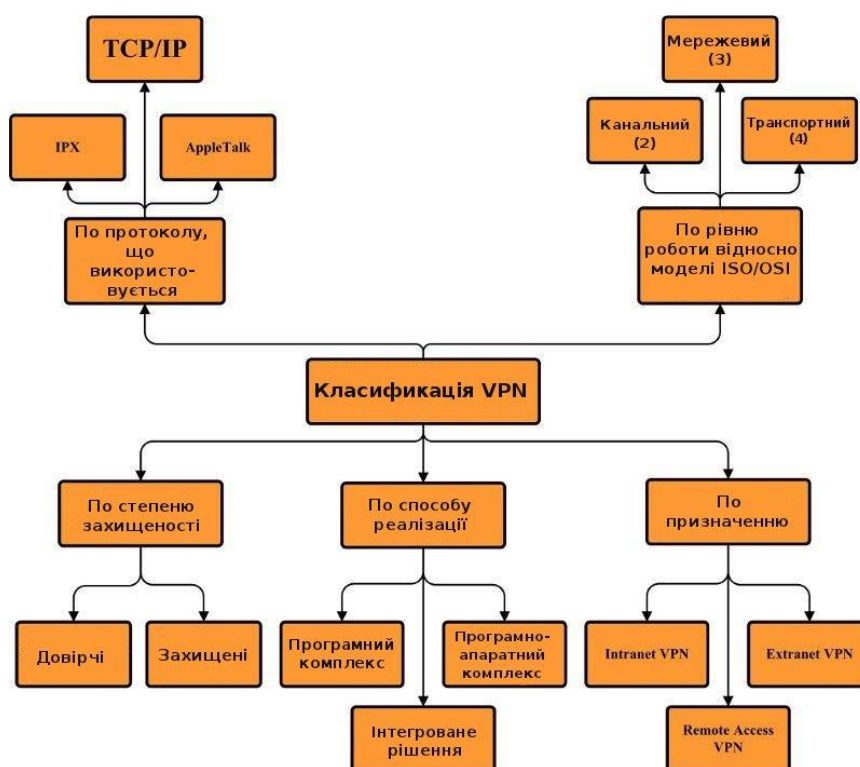 TCP/IP
IPX
AppleTalk
По протоколу,
що
використо-
вується
Мережевий
(3)
Канальний
(2)
Транспортний
(4)
По рівню
роботи відносно
моделі ISO/OSI
Класифікація VPN
По степеню
захищеності
По способу
реалізації
По
призначенню
Довірчі
Захищені
Програмний
комплекс
Програмно-
апаратний
комплекс
Інтегроване
рішення
Intranet VPN
Extranet VPN
Remote Access
VPN